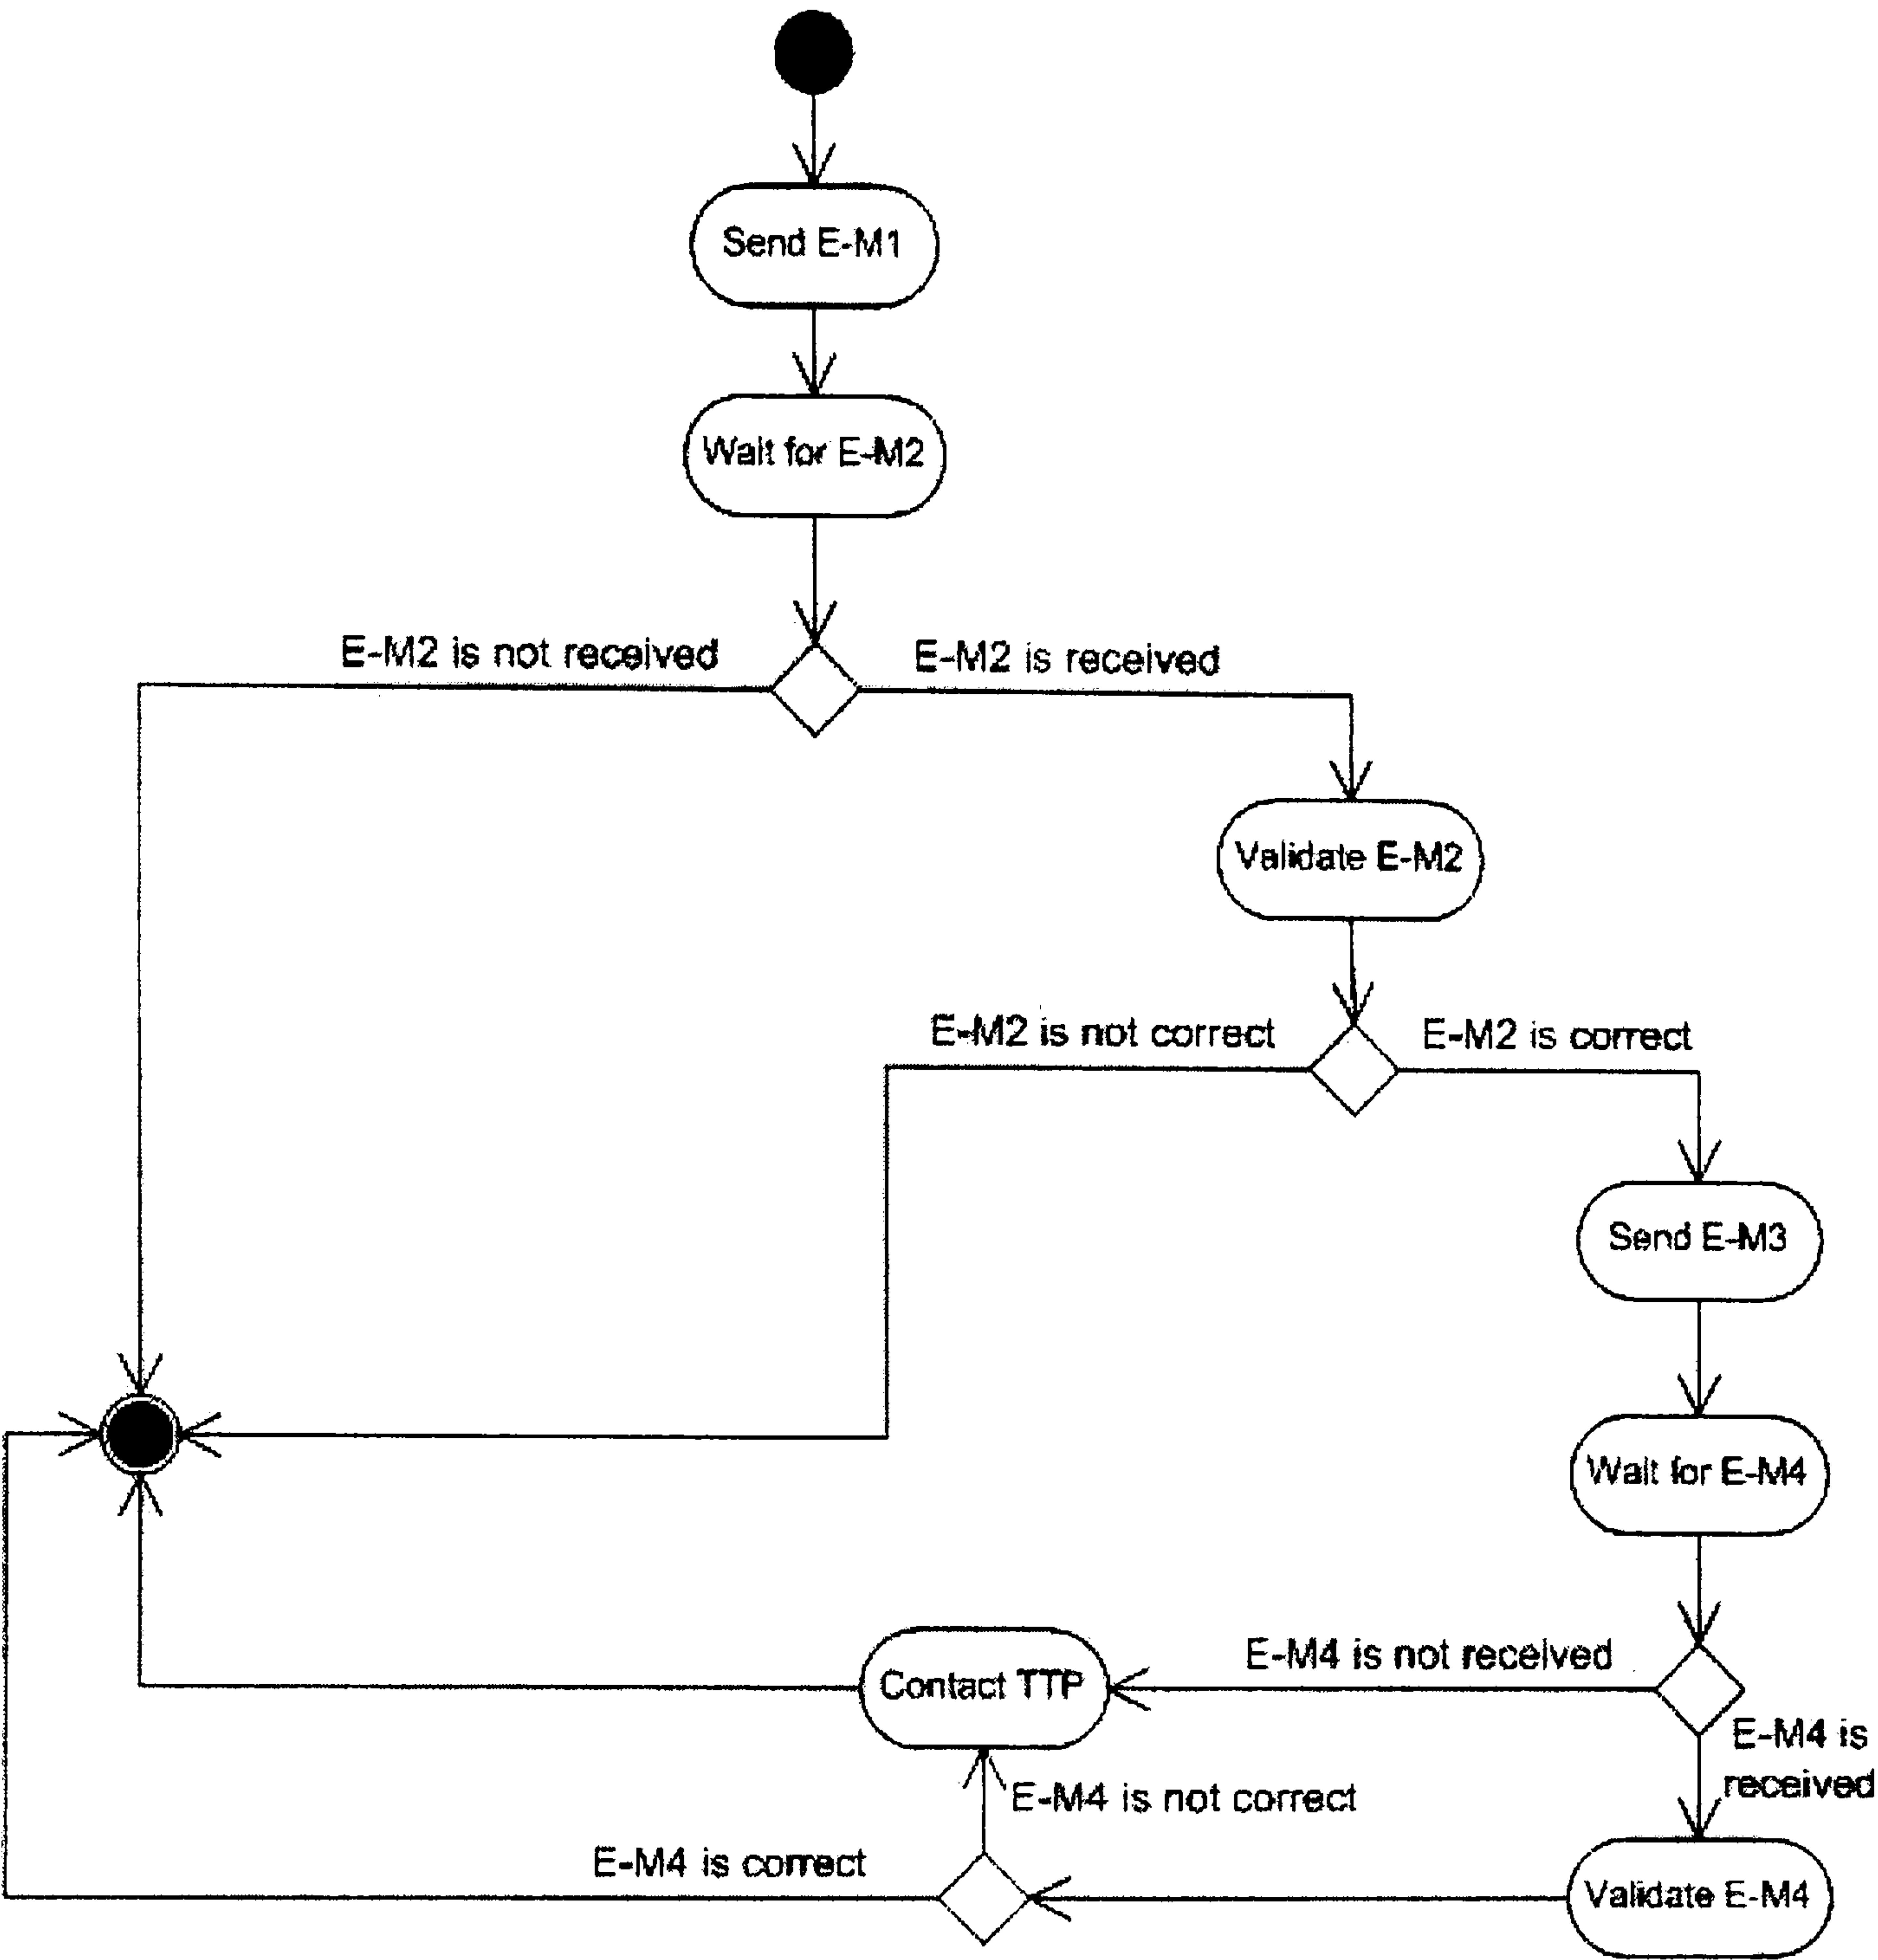 Send E-M1
Wait for E-M2
E-M2 is not received
E-M2 is received
Validate E-M2
E-M2 is not correct
E-M2 is correct
Send E-M3
Wait for E-M4
E-M4 is not received
Contact TTP
E-M4 is
received
E-M4 is not correct
E-M4 is correct
Validate E-M4